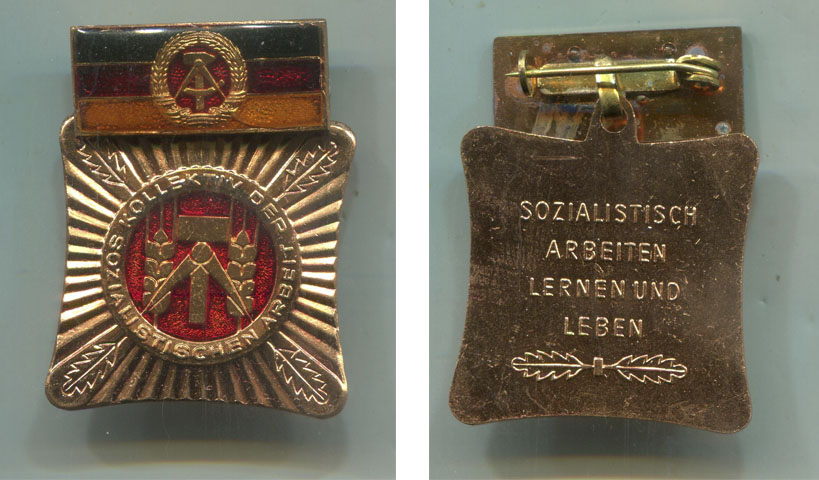 KOLLEKTIV DER SOZIALISTISCHEN ARBEIT
SOZIALISTISCH
ARBEITEN
LERNEN UND
LEBEN